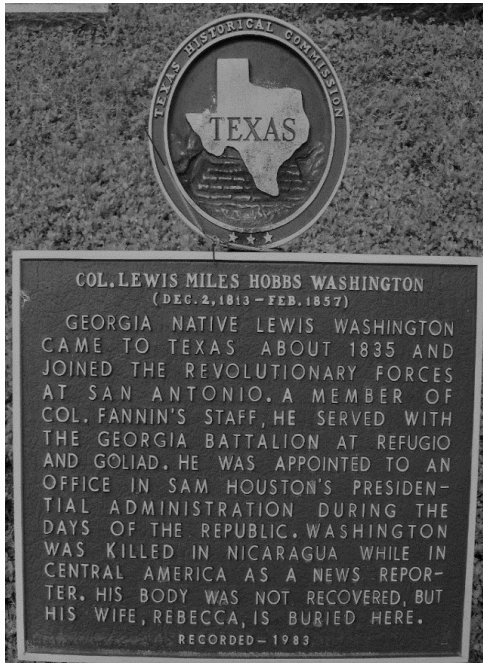 TEXAS HISTORICAL COMMISSION
TEXAS
COL. LEWIS MILES HOBBS WASHINGTON
(DEC. 2, 1813 – FEB. 1857)
GEORGIA NATIVE LEWIS WASHINGTON
CAME TO TEXAS ABOUT 1835 AND
JOINED THE REVOLUTIONARY FORCES
AT SAN ANTONIO. A MEMBER OF
COL. FANNIN'S STAFF, HE SERVED WITH
THE GEORGIA BATTALION AT REFUGIO
AND GOLIAD. HE WAS APPOINTED TO AN
OFFICE IN SAM HOUSTON'S PRESIDEN-
TIAL ADMINISTRATION DURING THE
DAYS OF THE REPUBLIC. WASHINGTON
WAS KILLED IN NICARAGUA WHILE IN
CENTRAL AMERICA AS A NEWS REPOR-
TER. HIS BODY WAS NOT RECOVERED, BUT
HIS WIFE, REBECCA, IS BURIED HERE.
RECORDED – 1983